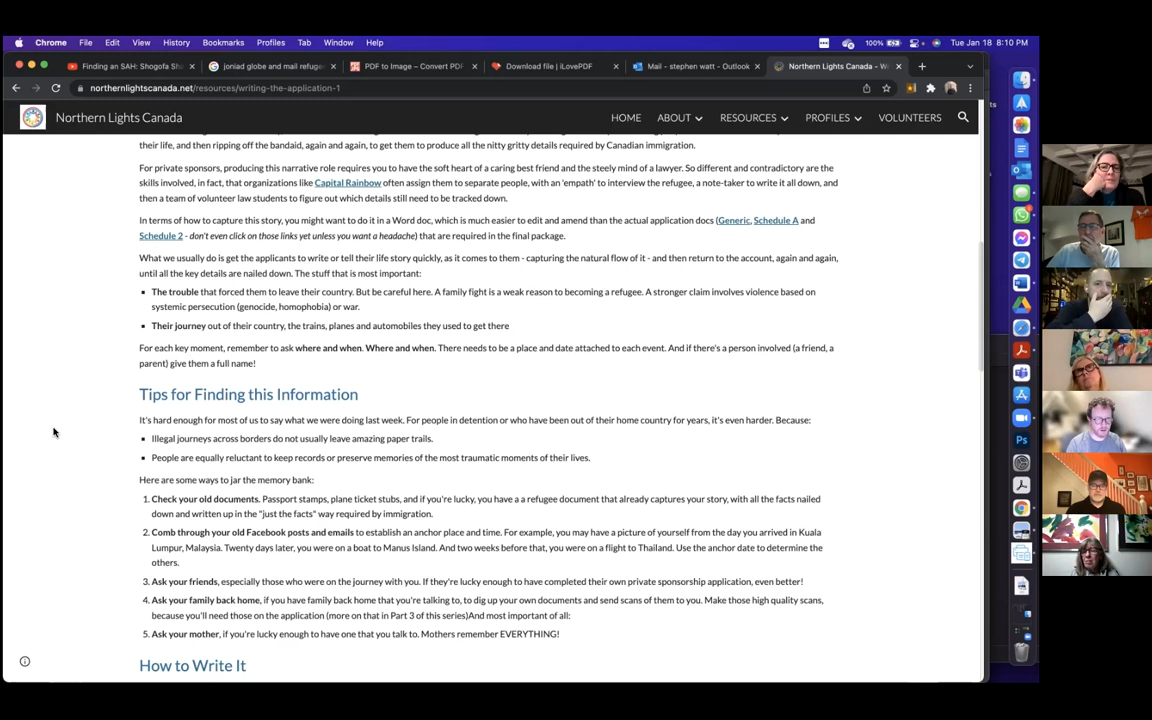 Chrome File Edit View History Bookmarks Profiles Tab Window Help 100% Tue Jan 18 8:10 PM
Finding an SAH: Shogofa Sha × joniad globe and mail refuge × PDF to Image – Convert PDF × Download file | iLovePDF × Mail - stephen watt - Outlook × Northern Lights Canada - W ×
northernlightscanada.net/resources/writing-the-application-1
Northern Lights Canada HOME ABOUT RESOURCES PROFILES VOLUNTEERS
their life, and then ripping off the bandaid, again and again, to get them to produce all the nitty gritty details required by Canadian immigration.
For private sponsors, producing this narrative role requires you to have the soft heart of a caring best friend and the steely mind of a lawyer. So different and contradictory are the
skills involved, in fact, that organizations like Capital Rainbow often assign them to separate people, with an 'empath' to interview the refugee, a note-taker to write it all down, and
then a team of volunteer law students to figure out which details still need to be tracked down.
In terms of how to capture this story, you might want to do it in a Word doc, which is much easier to edit and amend than the actual application docs (Generic, Schedule A and
Schedule 2 - don't even click on those links yet unless you want a headache) that are required in the final package.
What we usually do is get the applicants to write or tell their life story quickly, as it comes to them - capturing the natural flow of it - and then return to the account, again and again,
until all the key details are nailed down. The stuff that is most important:
▪ The trouble that forced them to leave their country. But be careful here. A family fight is a weak reason to becoming a refugee. A stronger claim involves violence based on
systemic persecution (genocide, homophobia) or war.
▪ Their journey out of their country, the trains, planes and automobiles they used to get there
For each key moment, remember to ask where and when. Where and when. There needs to be a place and date attached to each event. And if there's a person involved (a friend, a
parent) give them a full name!
Tips for Finding this Information
It's hard enough for most of us to say what we were doing last week. For people in detention or who have been out of their home country for years, it's even harder. Because:
▪ Illegal journeys across borders do not usually leave amazing paper trails.
▪ People are equally reluctant to keep records or preserve memories of the most traumatic moments of their lives.
Here are some ways to jar the memory bank:
1. Check your old documents. Passport stamps, plane ticket stubs, and if you're lucky, you have a a refugee document that already captures your story, with all the facts nailed
down and written up in the "just the facts" way required by immigration.
2. Comb through your old Facebook posts and emails to establish an anchor place and time. For example, you may have a picture of yourself from the day you arrived in Kuala
Lumpur, Malaysia. Twenty days later, you were on a boat to Manus Island. And two weeks before that, you were on a flight to Thailand. Use the anchor date to determine the
others.
3. Ask your friends, especially those who were on the journey with you. If they're lucky enough to have completed their own private sponsorship application, even better!
4. Ask your family back home, if you have family back home that you're talking to, to dig up your own documents and send scans of them to you. Make those high quality scans,
because you'll need those on the application (more on that in Part 3 of this series)And most important of all:
5. Ask your mother, if you're lucky enough to have one that you talk to. Mothers remember EVERYTHING!
How to Write It